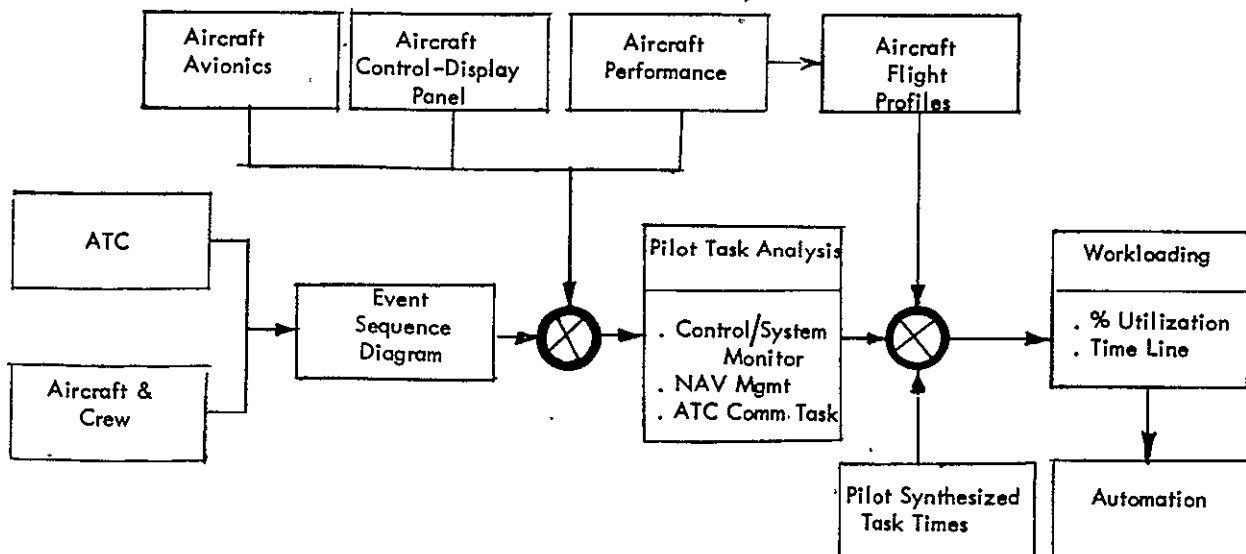 Aircraft
Avionics
Aircraft
Control-Display
Panel
Aircraft
Performance
Aircraft
Flight
Profiles
ATC
Aircraft &
Crew
Event
Sequence
Diagram
Pilot Task Analysis
. Control/System
Monitor
. NAV Mgmt
. ATC Comm. Task
Workloading
. % Utilization
. Time Line
Pilot Synthesized
Task Times
Automation